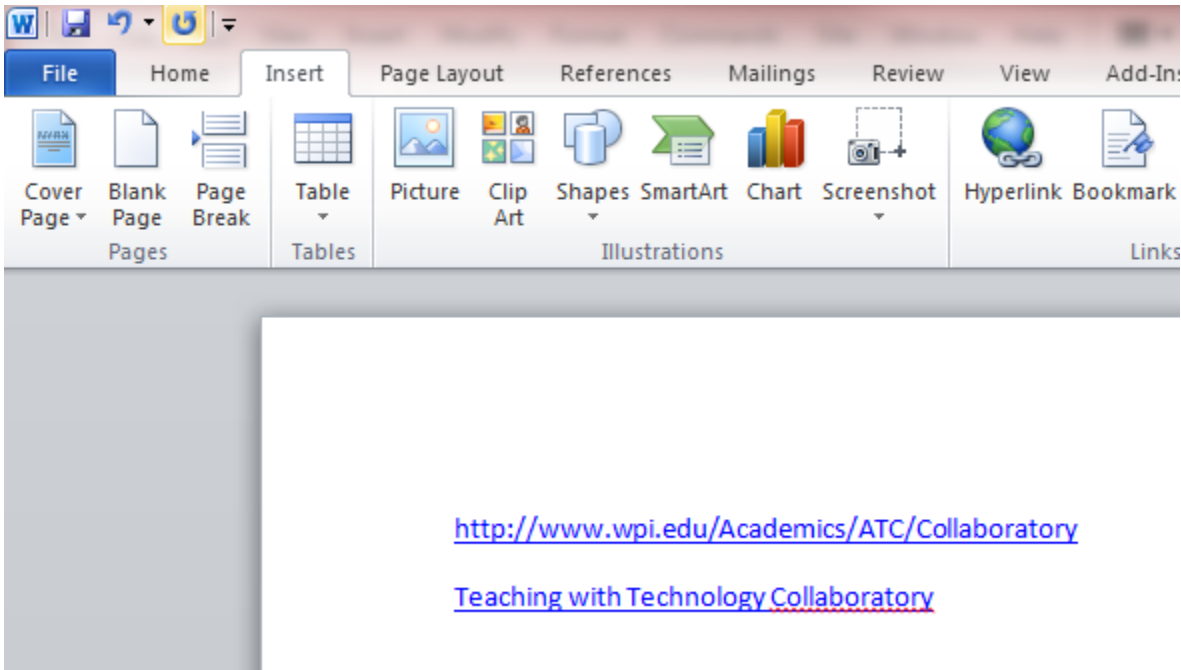 File Home Insert Page Layout References Mailings Review View Add-Ins
Cover Blank Page Table Picture Clip Shapes SmartArt Chart Screenshot Hyperlink Bookmark
Page Page Break Art
Pages Tables Illustrations Links
http://www.wpi.edu/Academics/ATC/Collaboratory
Teaching with Technology Collaboratory